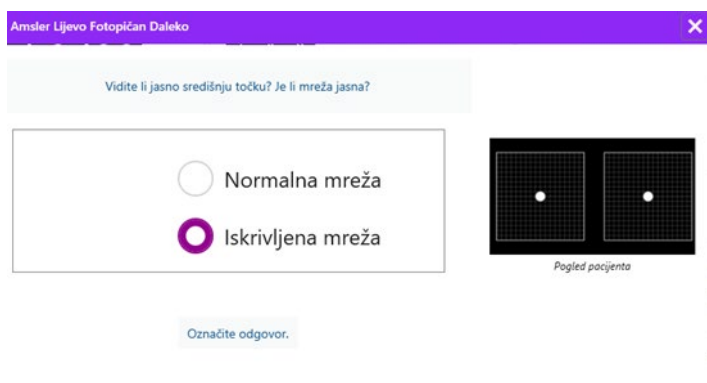 Amsler Lijevo Fotopičan Daleko
Vidite li jasno središnju točku? Je li mreža jasna?
Normalna mreža
Iskrivljena mreža
Pogled pacijenta
Označite odgovor.